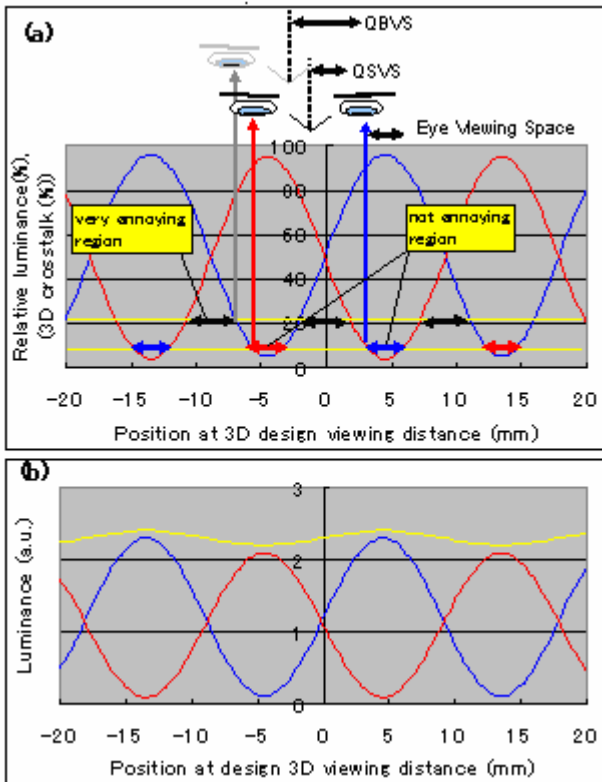 (a)
QBVS
QSVS
Eye Viewing Space
Relative luminance(%),
(3D crosstalk (%))
100
80
60
40
20
0
very annoying
region
not annoying
region
-20 -15 -10 -5 0 5 10 15 20
Position at 3D design viewing distance (mm)
(b)
Luminance (a.u.)
3
2
1
0
-20 -15 -10 -5 0 5 10 15 20
Position at design 3D viewing distance (mm)